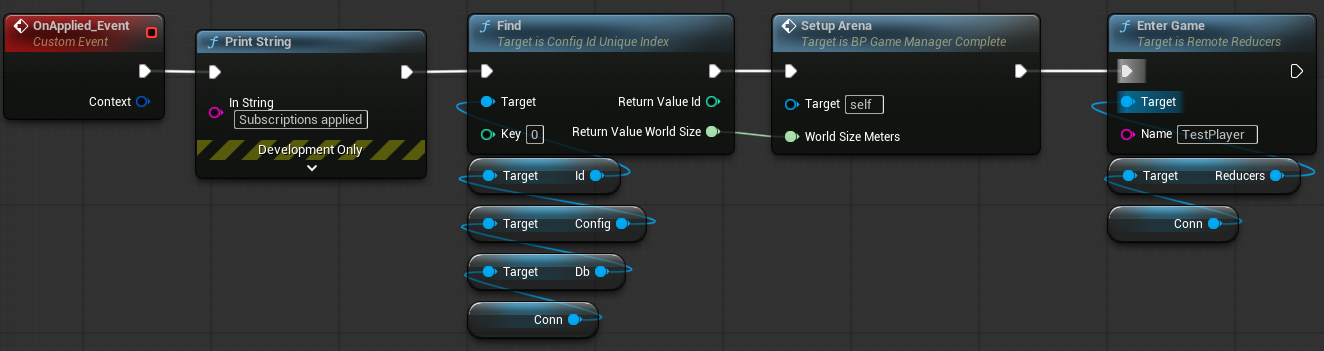 OnApplied_Event
Custom Event
Context
Print String
In String
Subscriptions applied
Development Only
Find
Target is Config Id Unique Index
Target
Return Value Id
Key 0
Return Value World Size
Target Id
Target Config
Target Db
Conn
Setup Arena
Target is BP Game Manager Complete
Target self
World Size Meters
Enter Game
Target is Remote Reducers
Target
Name TestPlayer
Target Reducers
Conn